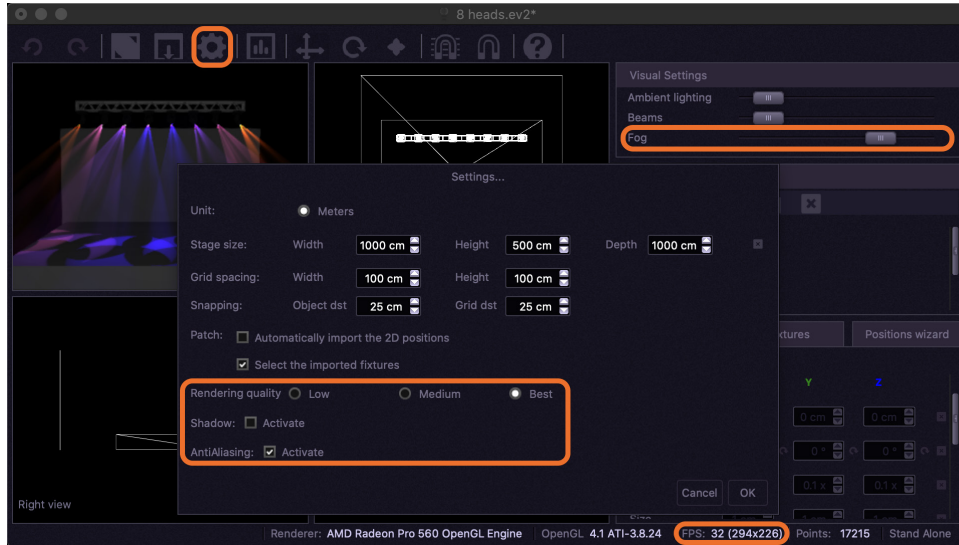 8 heads.ev2*
Visual Settings
Ambient lighting
Beams
Fog
Settings...
Unit: Meters
Stage size: Width 1000 cm Height 500 cm Depth 1000 cm
Grid spacing: Width 100 cm Height 100 cm
Snapping: Object dst 25 cm Grid dst 25 cm
Patch: Automatically import the 2D positions
Select the imported fixtures
Rendering quality Low Medium Best
Shadow: Activate
AntiAliasing: Activate
Cancel OK
Positions wizard
Y Z
0 cm 0 cm
0 ° 0 °
0.1 x 0.1 x
Right view
Renderer: AMD Radeon Pro 560 OpenGL Engine OpenGL 4.1 ATI-3.8.24 FPS: 32 (294x226) Points: 17215 Stand Alone